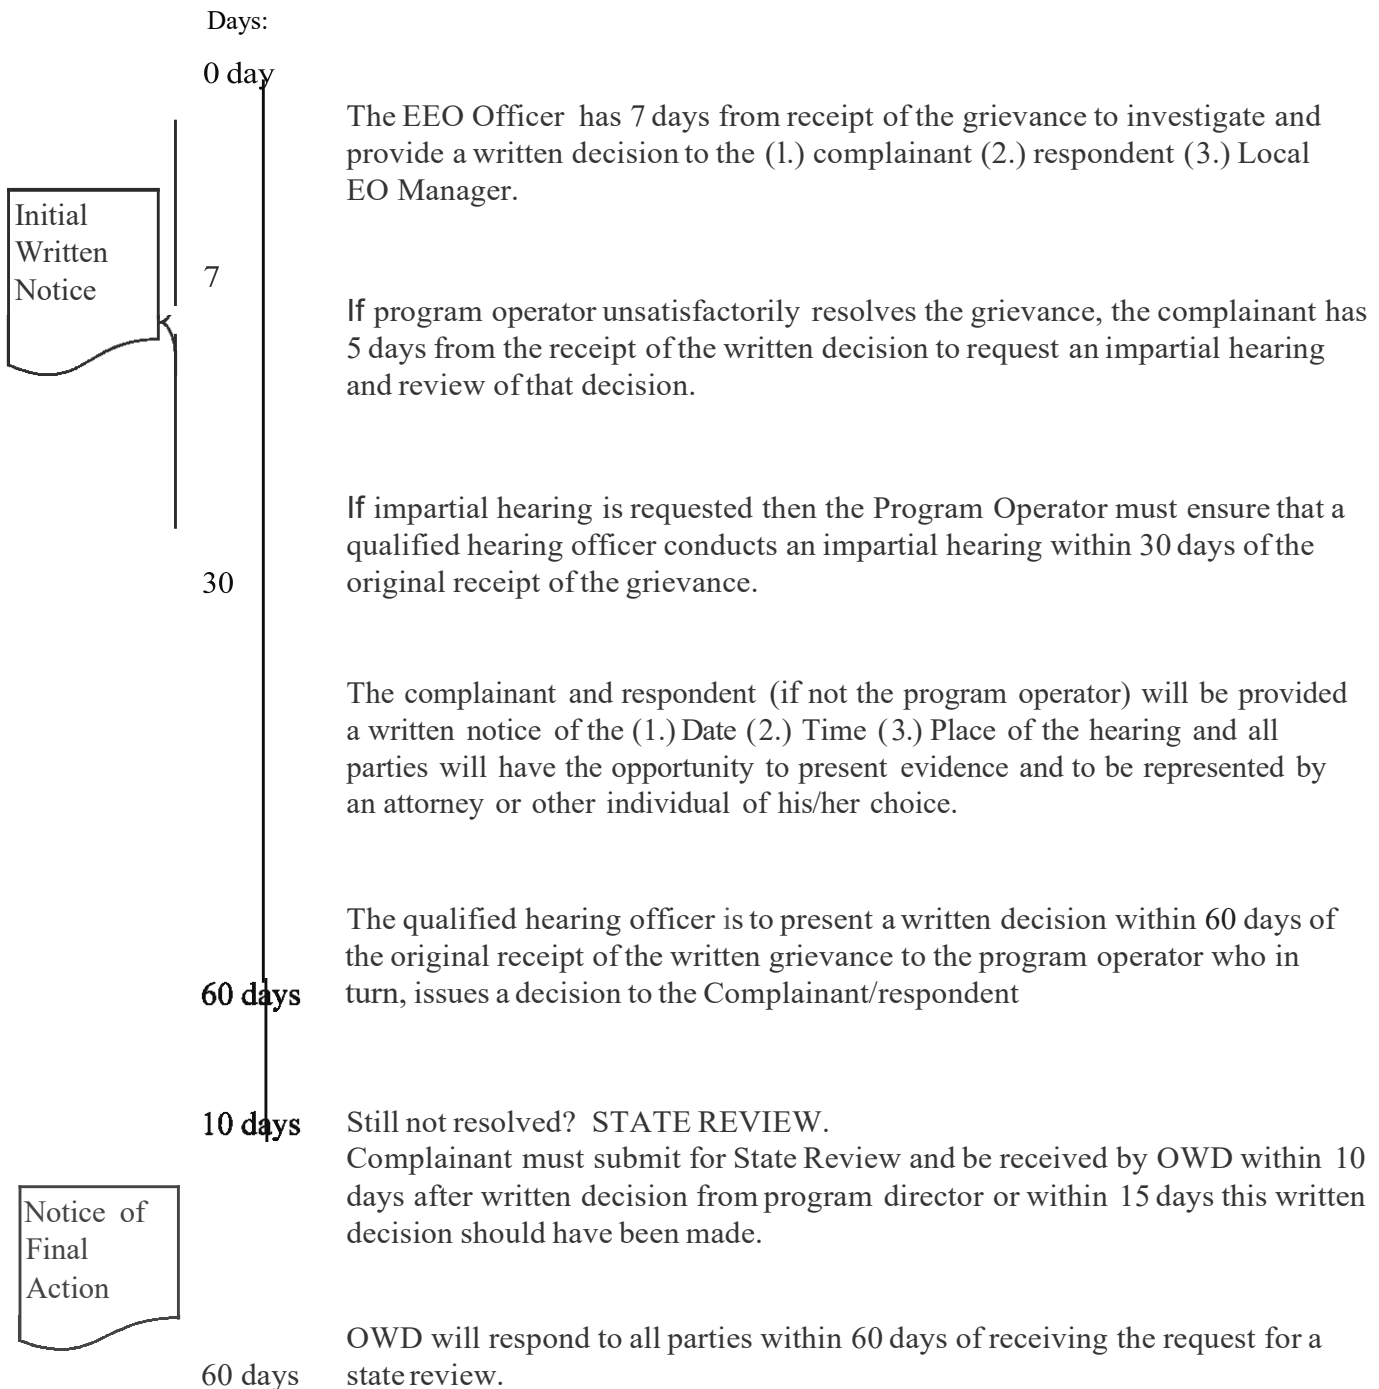 Days:
0 day
The EEO Officer has 7 days from receipt of the grievance to investigate and
provide a written decision to the (1.) complainant (2.) respondent (3.) Local
EO Manager.
Initial
Written
Notice
7
If program operator unsatisfactorily resolves the grievance, the complainant has
5 days from the receipt of the written decision to request an impartial hearing
and review of that decision.
If impartial hearing is requested then the Program Operator must ensure that a
qualified hearing officer conducts an impartial hearing within 30 days of the
30
original receipt of the grievance.
The complainant and respondent (if not the program operator) will be provided
a written notice of the (1.) Date (2.) Time (3.) Place of the hearing and all
parties will have the opportunity to present evidence and to be represented by
an attorney or other individual of his/her choice.
The qualified hearing officer is to present a written decision within 60 days of
the original receipt of the written grievance to the program operator who in
60 days
turn, issues a decision to the Complainant/respondent
10 days
Still not resolved? STATE REVIEW.
Complainant must submit for State Review and be received by OWD within 10
days after written decision from program director or within 15 days this written
decision should have been made.
Notice of
Final
Action
OWD will respond to all parties within 60 days of receiving the request for a
60 days
state review.